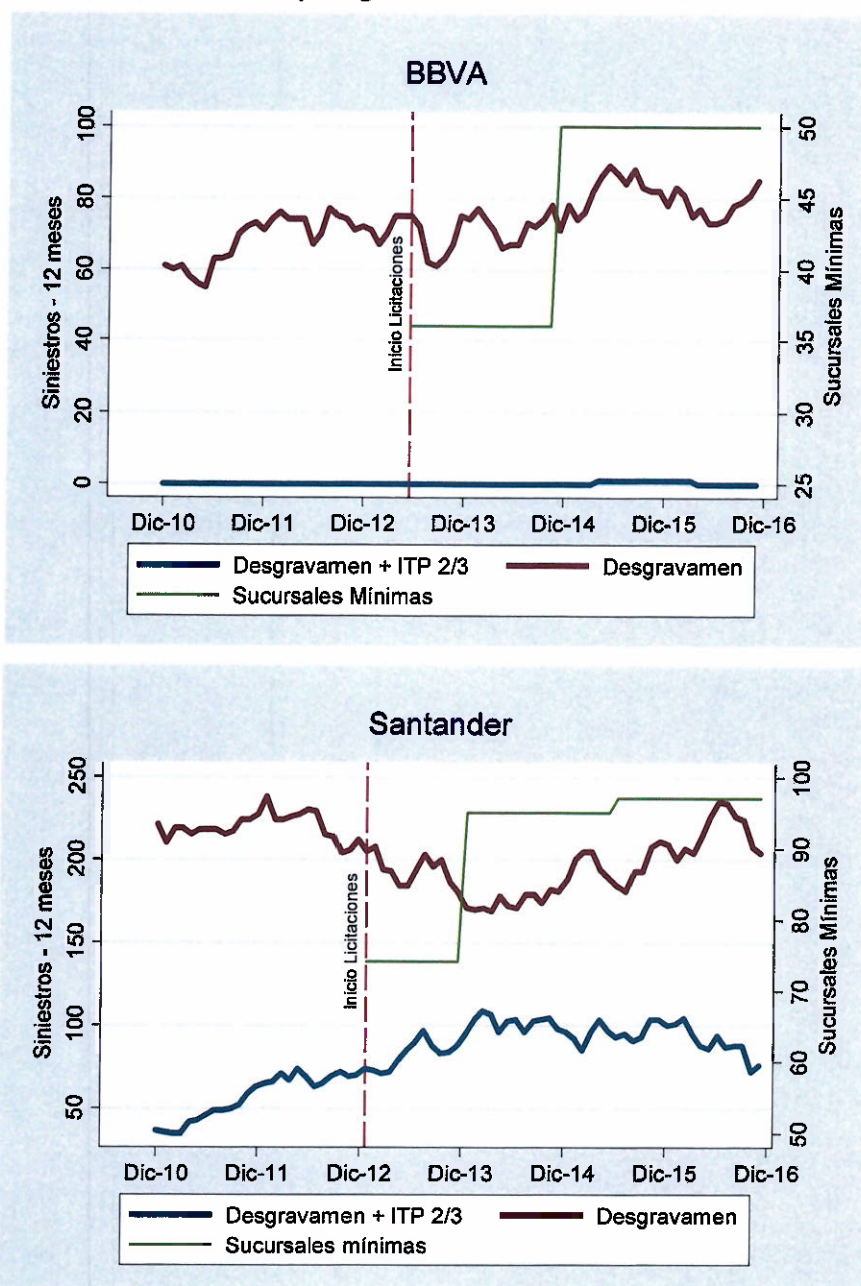 BBVA
Siniestros - 12 meses
100
80
60
40
20
0
Inicio Licitaciones
50
45
40
35
30
25
Sucursales Mínimas
Dic-10 Dic-11 Dic-12 Dic-13 Dic-14 Dic-15 Dic-16
Desgravamen + ITP 2/3 Desgravamen
Sucursales Mínimas
Santander
Siniestros - 12 meses
250
200
150
100
50
Inicio Licitaciones
100
90
80
70
60
50
Sucursales Mínimas
Dic-10 Dic-11 Dic-12 Dic-13 Dic-14 Dic-15 Dic-16
Desgravamen + ITP 2/3 Desgravamen
Sucursales mínimas